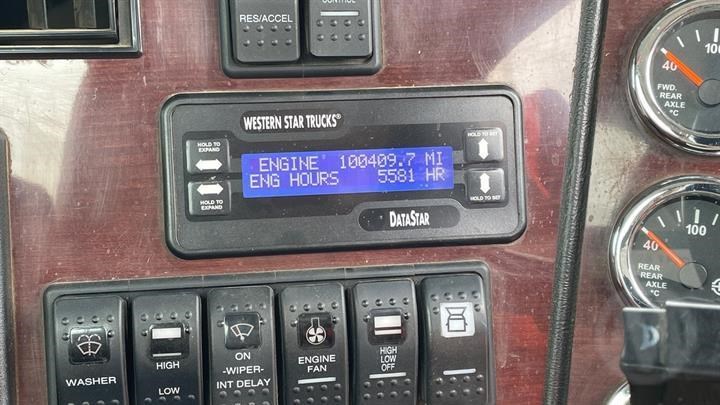 RES/ACCEL
CONTROL
WESTERN STAR TRUCKS®
HOLD TO EXPAND
HOLD TO SET
ENGINE 100409.7 MI
ENG HOURS 5581 HR
HOLD TO EXPAND
HOLD TO SET
DATASTAR
WASHER
HIGH
LOW
ON
-WIPER-
INT DELAY
ENGINE
FAN
HIGH
LOW
OFF
40
100
FWD.
REAR
AXLE
°C
40
100
REAR
REAR
AXLE
°C